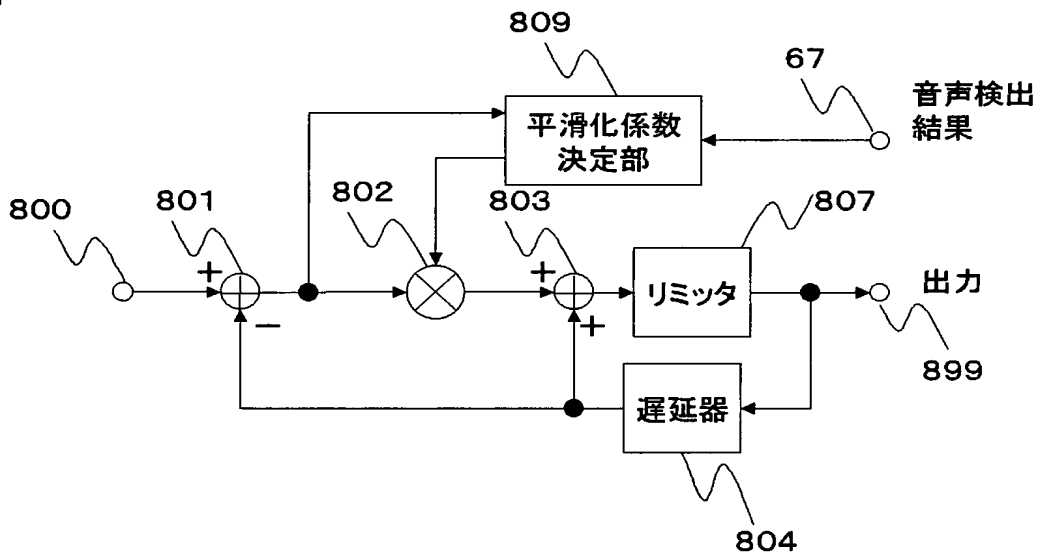 809
67
音声検出
結果
平滑化係数
決定部
800
801
802
803
807
+
−
+
+
リミッタ
出力
899
遅延器
804